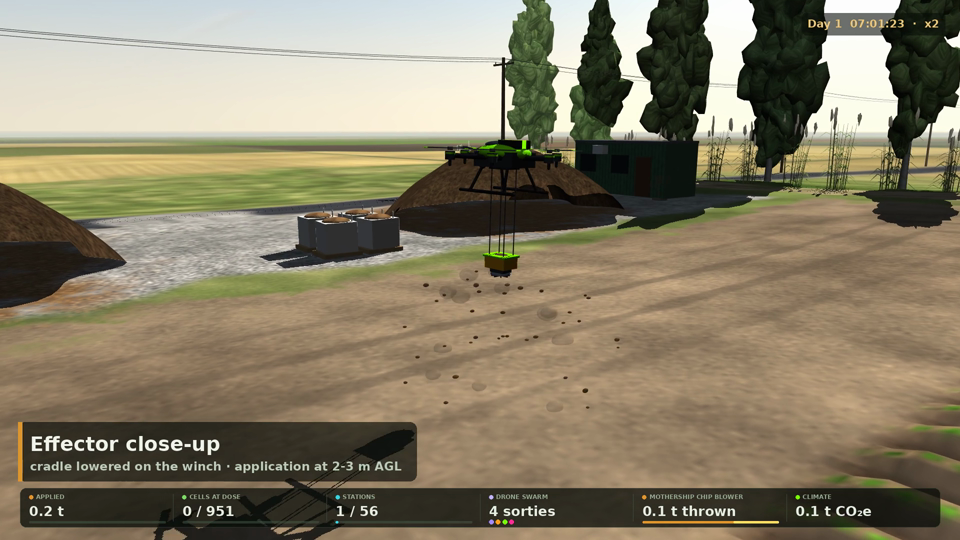 Day 1 07:01:23 · x2
Effector close-up
cradle lowered on the winch · application at 2-3 m AGL
APPLIED
0.2 t
CELLS AT DOSE
0 / 951
STATIONS
1 / 56
DRONE SWARM
4 sorties
MOTHERSHIP CHIP BLOWER
0.1 t thrown
CLIMATE
0.1 t CO₂e